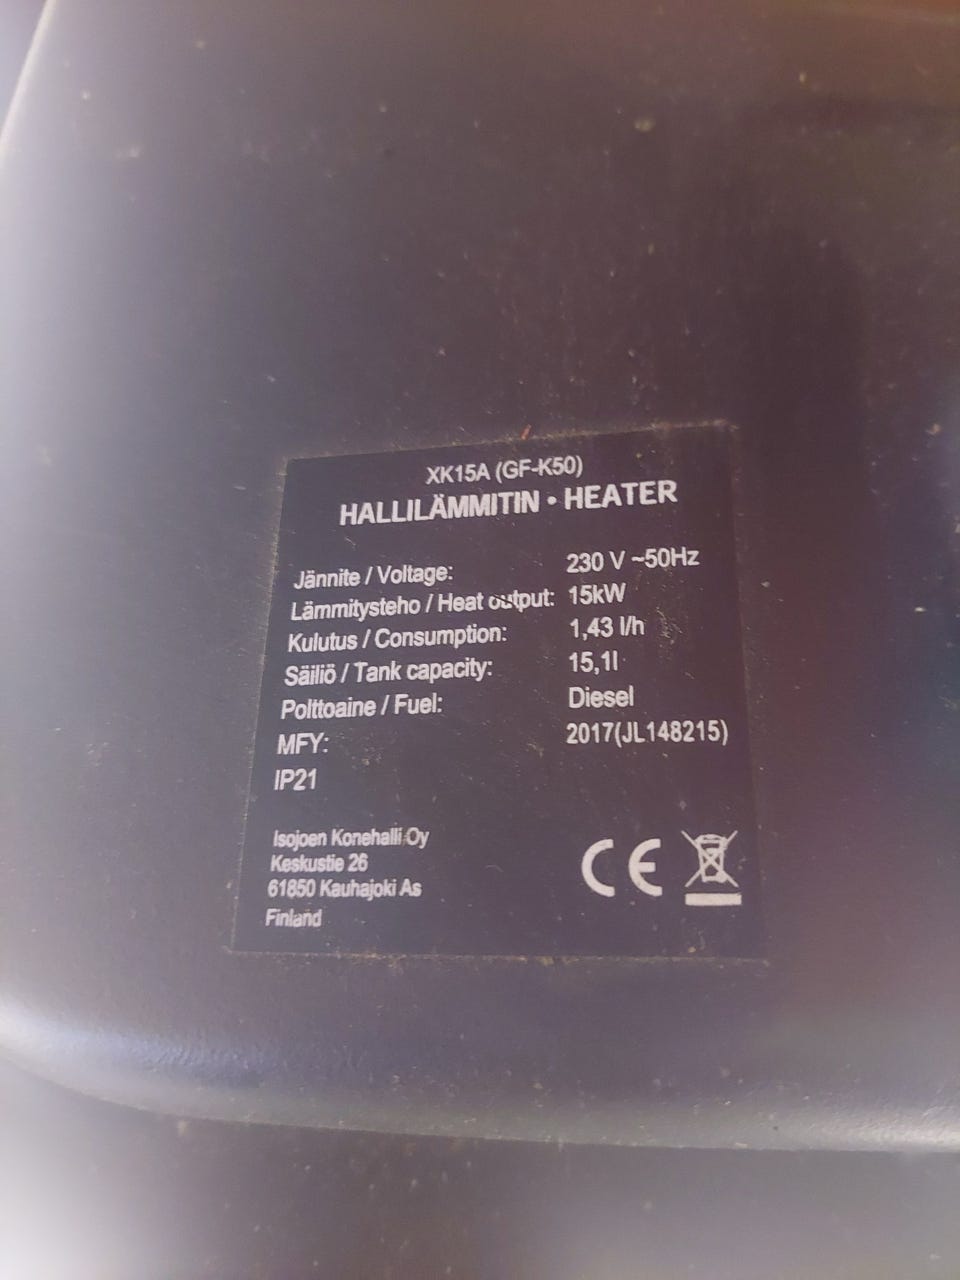 XK15A (GF-K50)
HALLILÄMMITIN • HEATER
Jännite / Voltage: 230 V ~50Hz
Lämmitysteho / Heat output: 15kW
Kulutus / Consumption: 1,43 l/h
Säiliö / Tank capacity: 15,1l
Polttoaine / Fuel: Diesel
MFY: 2017(JL148215)
IP21
Isojoen Konehalli Oy
Keskustie 26
61850 Kauhajoki As
Finland
CE